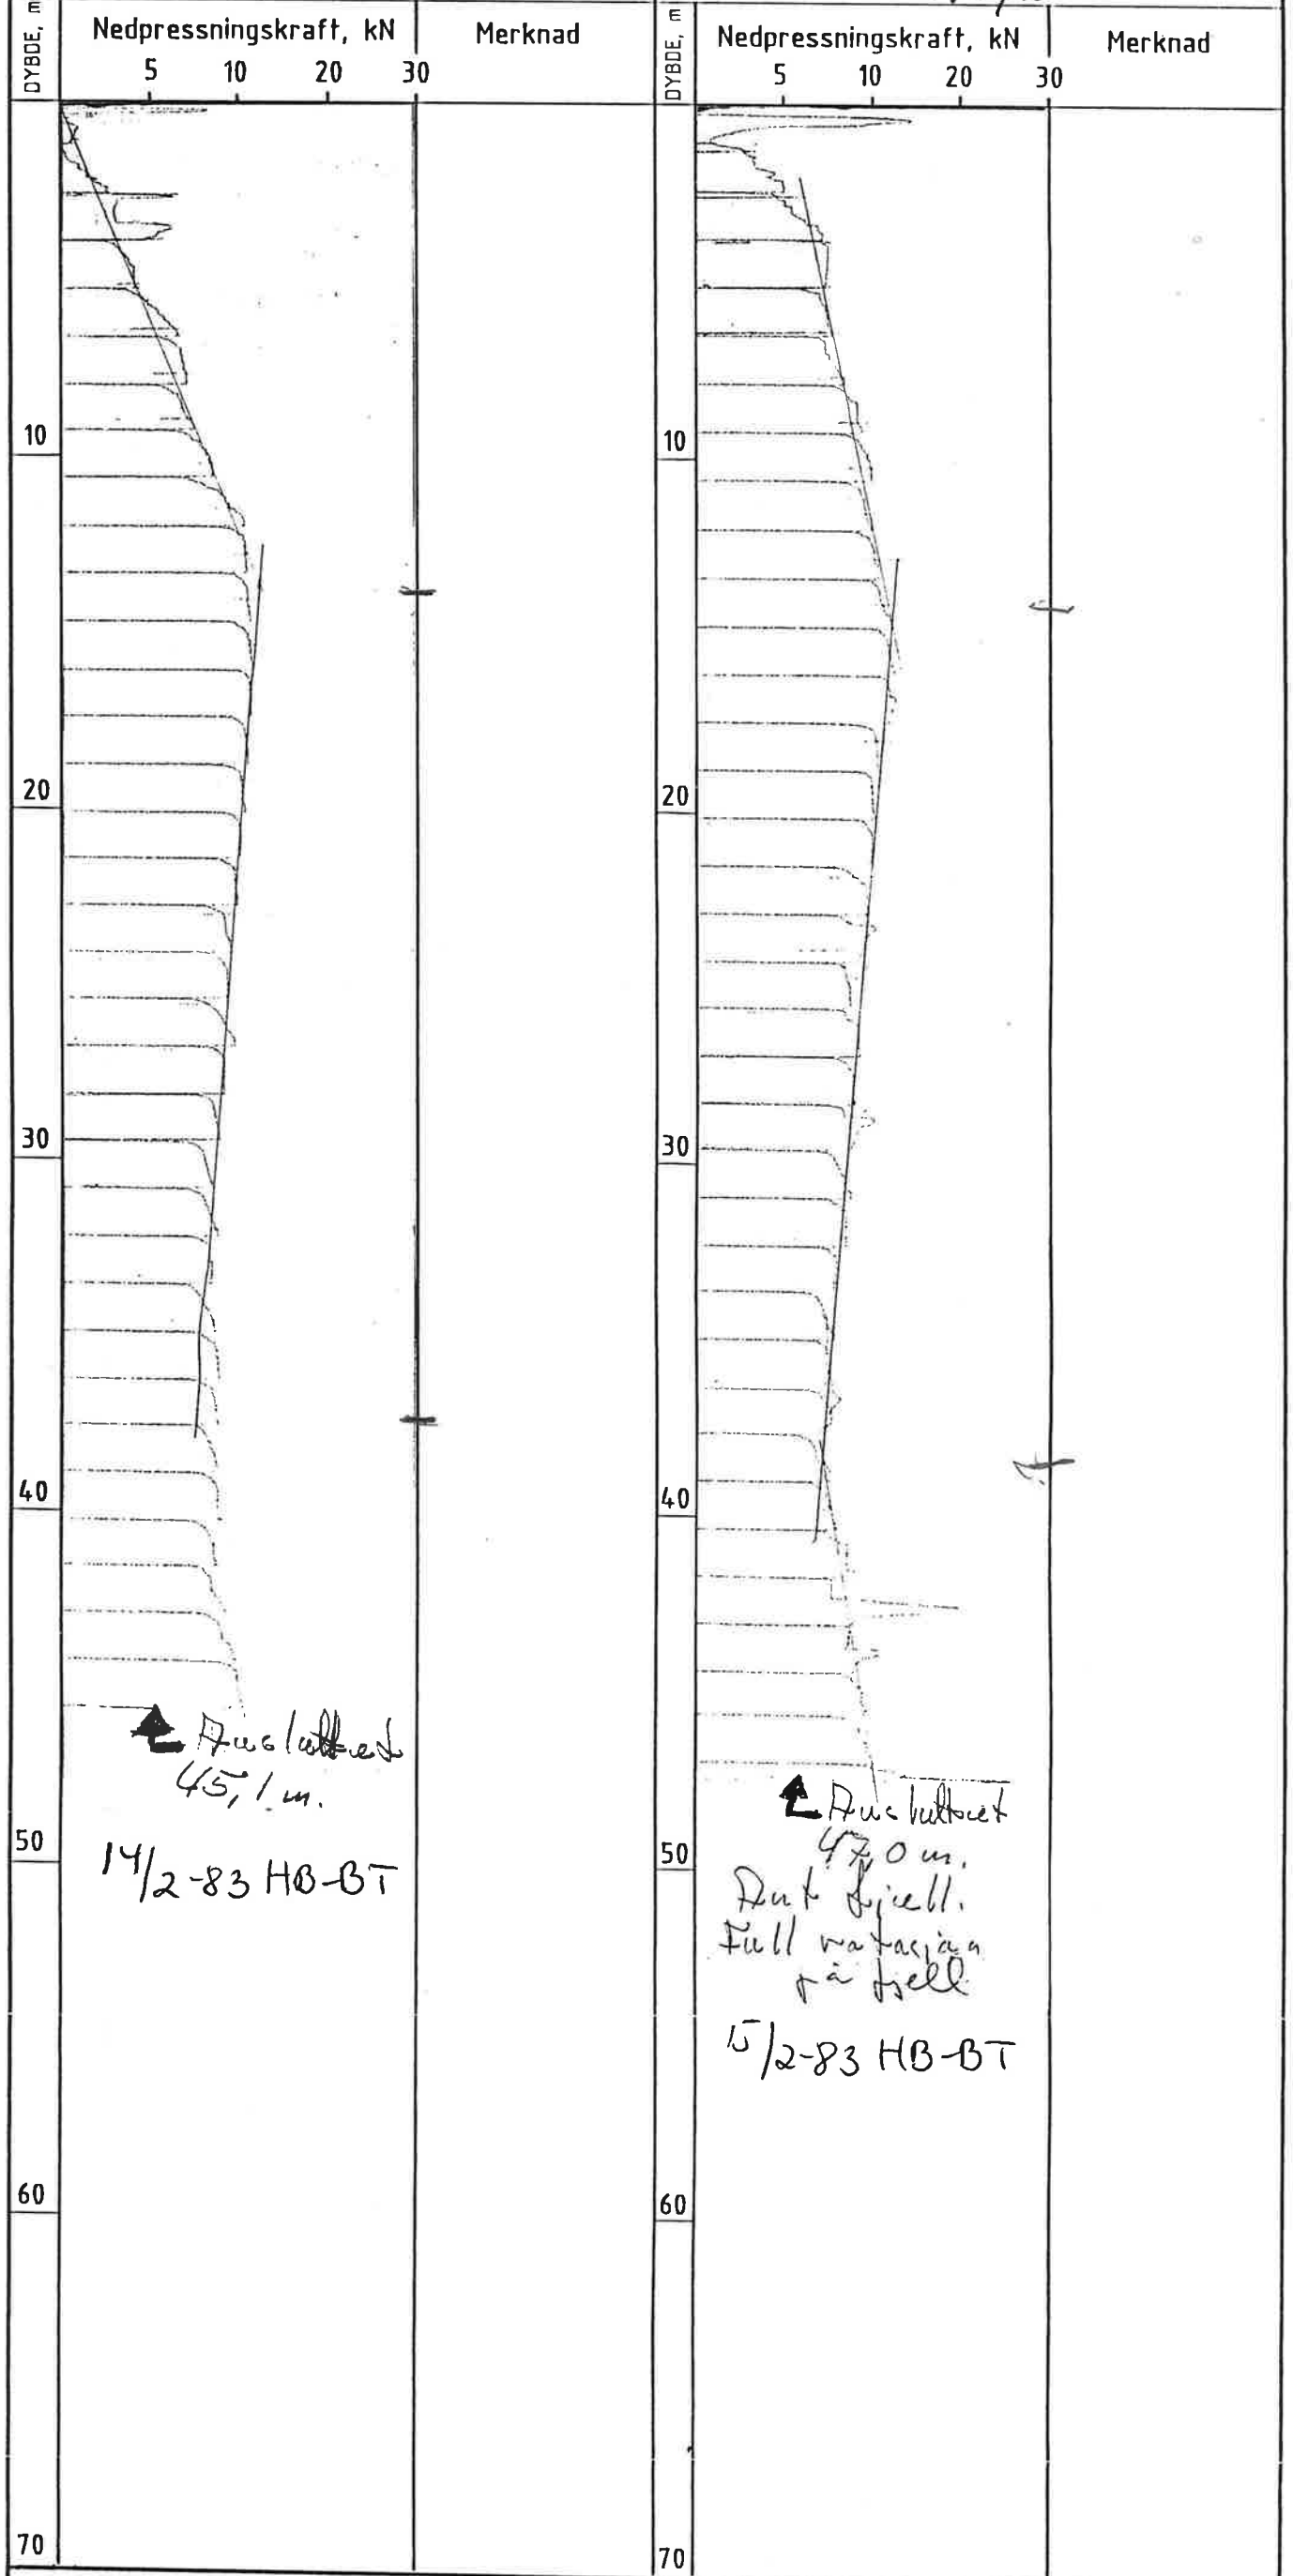 DYBDE, m
Nedpressningskraft, kN
Merknad
5 10 20 30
10
20
30
40
50
60
70
Avsluttet
45,1 m.
14/2-83 HB-BT
DYBDE, m
Nedpressningskraft, kN
Merknad
5 10 20 30
10
20
30
40
50
60
70
Avsluttet
47,0 m.
Ant fjell.
Full rotasjon
på fjell
15/2-83 HB-BT